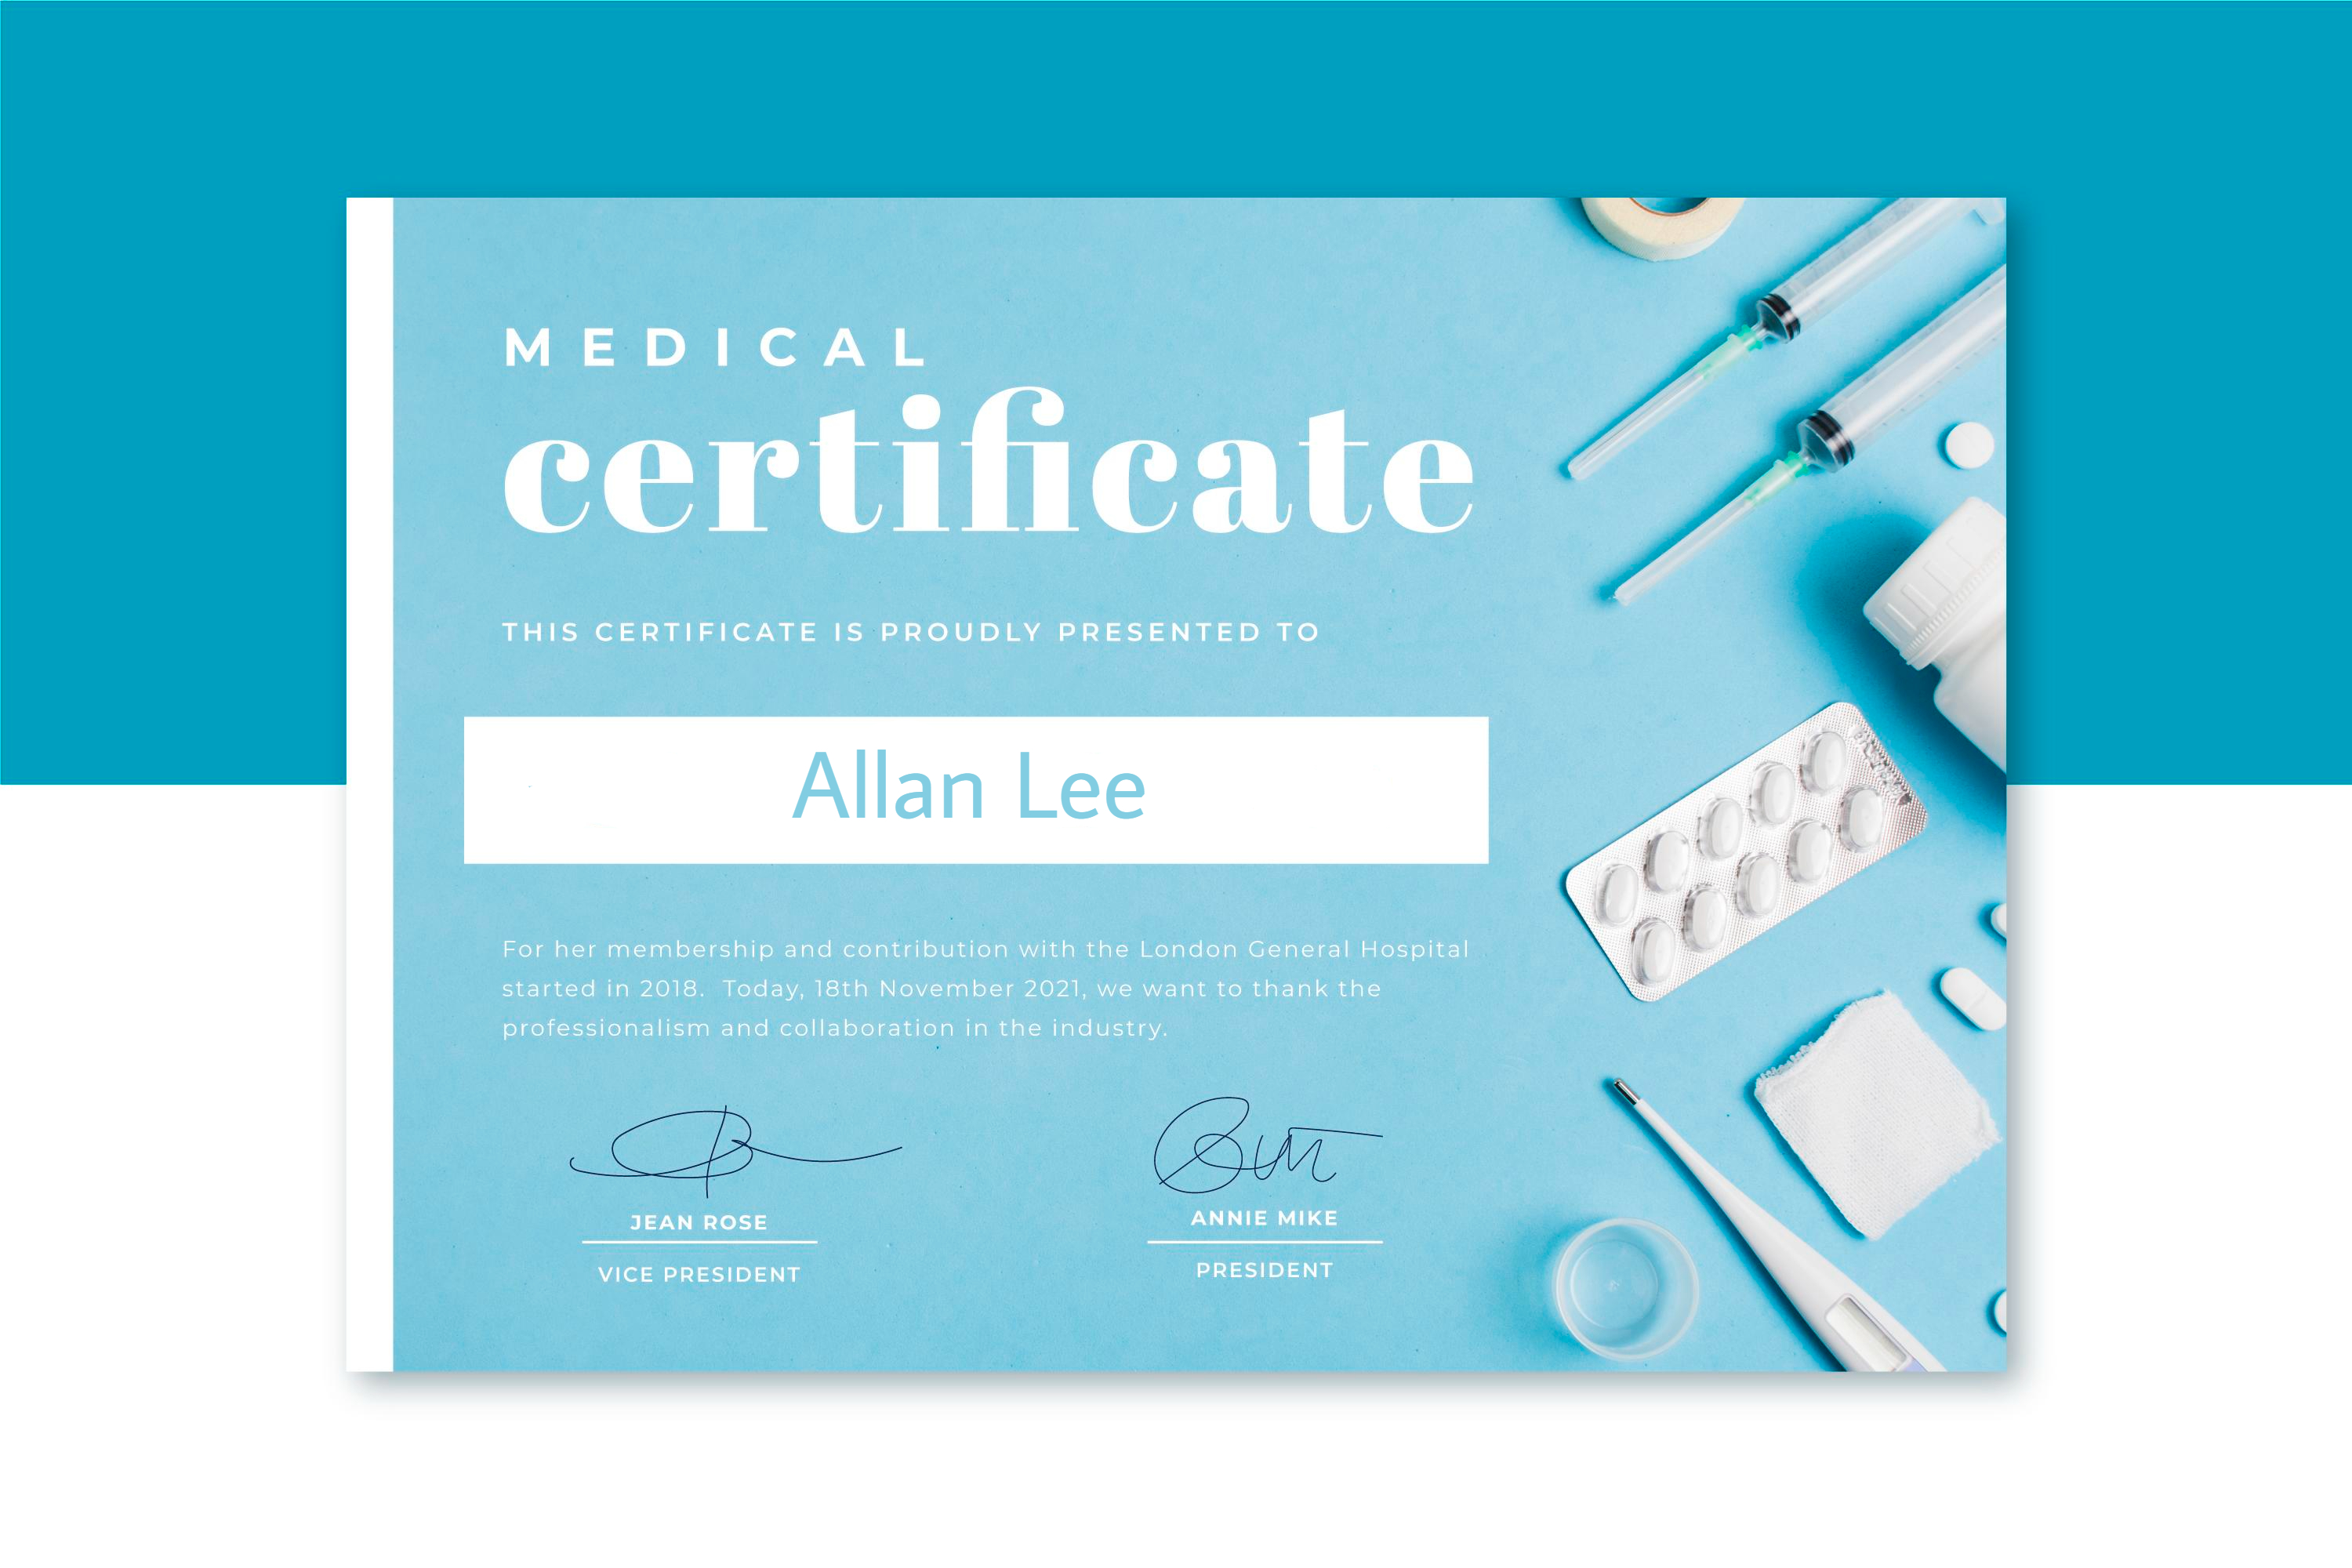 MEDICAL
certificate
THIS CERTIFICATE IS PROUDLY PRESENTED TO
Allan Lee
For her membership and contribution with the London General Hospital
started in 2018. Today, 18th November 2021, we want to thank the
professionalism and collaboration in the industry.
JEAN ROSE
VICE PRESIDENT
ANNIE MIKE
PRESIDENT